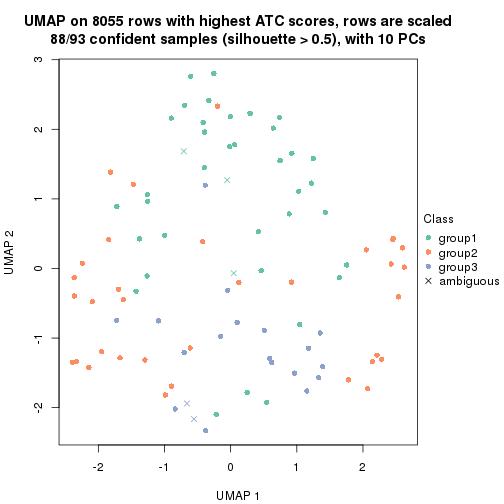 UMAP on 8055 rows with highest ATC scores, rows are scaled
88/93 confident samples (silhouette > 0.5), with 10 PCs
3
2
1
0
-1
-2
UMAP 2
-2
-1
0
1
2
UMAP 1
Class
group1
group2
group3
ambiguous